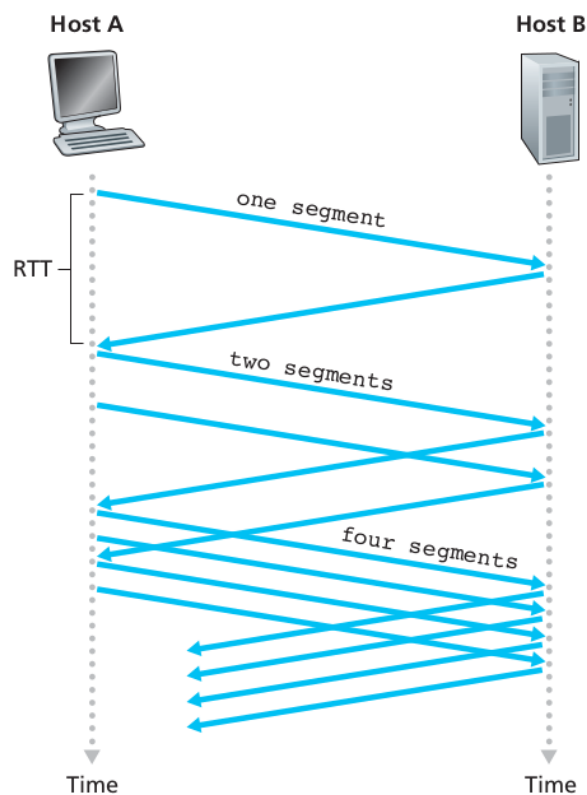 Host A
Host B
one segment
RTT
two segments
four segments
Time
Time